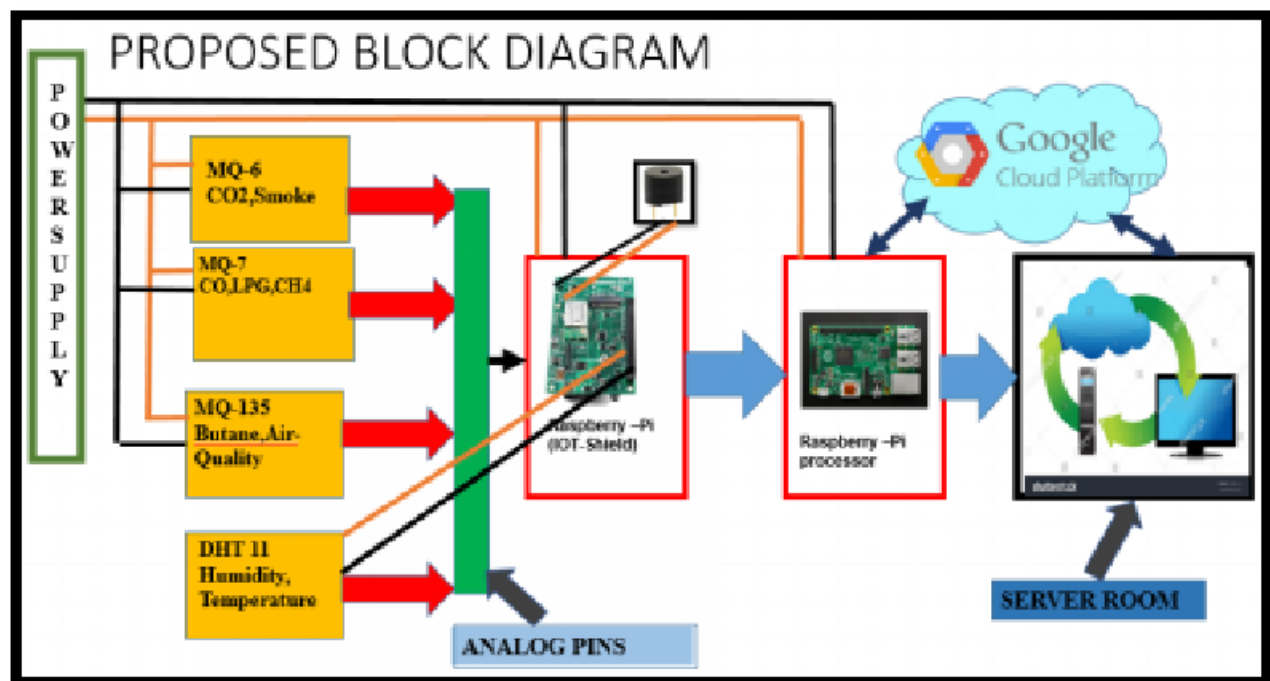 PROPOSED BLOCK DIAGRAM
POWERSUPPLY
MQ-6
CO2,Smoke
MQ-7
CO,LPG,CH4
MQ-135
Butane,Air-
Quality
DHT 11
Humidity,
Temperature
ANALOG PINS
Raspberry -Pi
(IOT-Shield)
Raspberry -Pi
processor
Google
Cloud Platform
SERVER ROOM